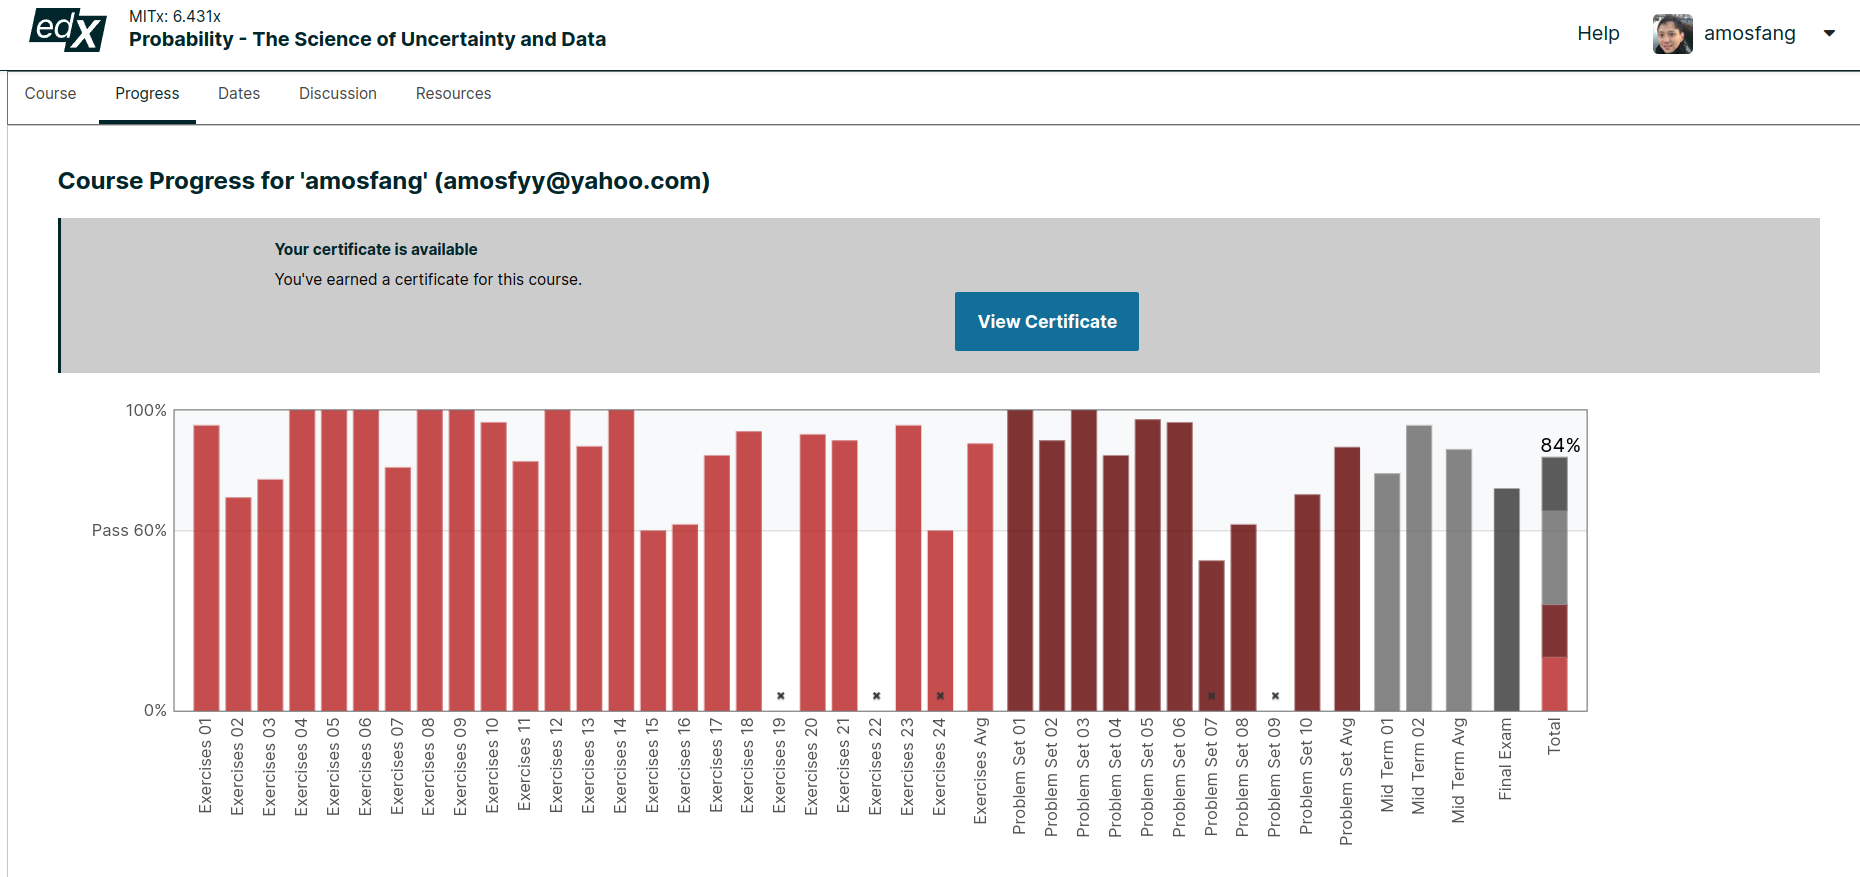 edX
MITx: 6.431x
Probability - The Science of Uncertainty and Data
Help
amosfang
Course
Progress
Dates
Discussion
Resources
Course Progress for 'amosfang' (amosfyy@yahoo.com)
Your certificate is available
You've earned a certificate for this course.
View Certificate
100%
Pass 60%
0%
84%
Exercises 01
Exercises 02
Exercises 03
Exercises 04
Exercises 05
Exercises 06
Exercises 07
Exercises 08
Exercises 09
Exercises 10
Exercises 11
Exercises 12
Exercises 13
Exercises 14
Exercises 15
Exercises 16
Exercises 17
Exercises 18
Exercises 19
Exercises 20
Exercises 21
Exercises 22
Exercises 23
Exercises 24
Exercises Avg
Problem Set 01
Problem Set 02
Problem Set 03
Problem Set 04
Problem Set 05
Problem Set 06
Problem Set 07
Problem Set 08
Problem Set 09
Problem Set 10
Problem Set Avg
Mid Term 01
Mid Term 02
Mid Term Avg
Final Exam
Total